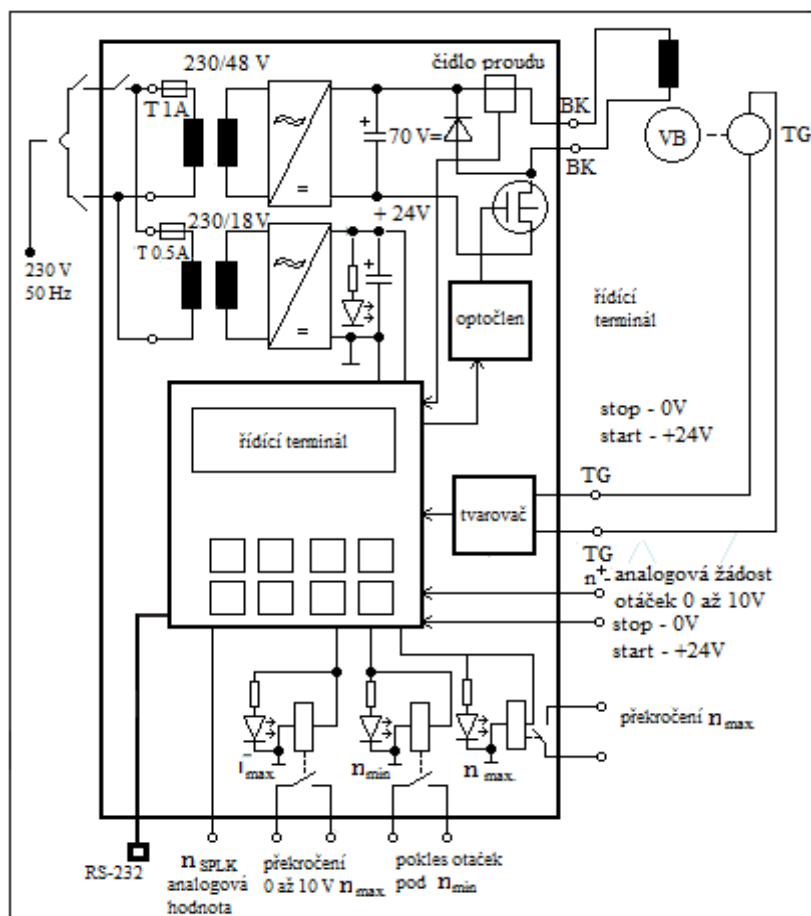 230/48 V
čidlo proudu
T 1A
BK
+
70 V=
VB
TG
BK
=
230/18 V
+ 24V
T 0.5A
+
230 V
50 Hz
=
optočlen
řídící
terminál
řídící terminál
stop - 0V
start - +24V
TG
tvarovač
TG
n+- analogová žádost
otáček 0 až 10V
stop - 0V
start - +24V
překročení nmax
Imax
nmin
n max.
RS-232
n SPLK
analogová
hodnota
překročení
0 až 10 V nmax
pokles otaček
pod nmin